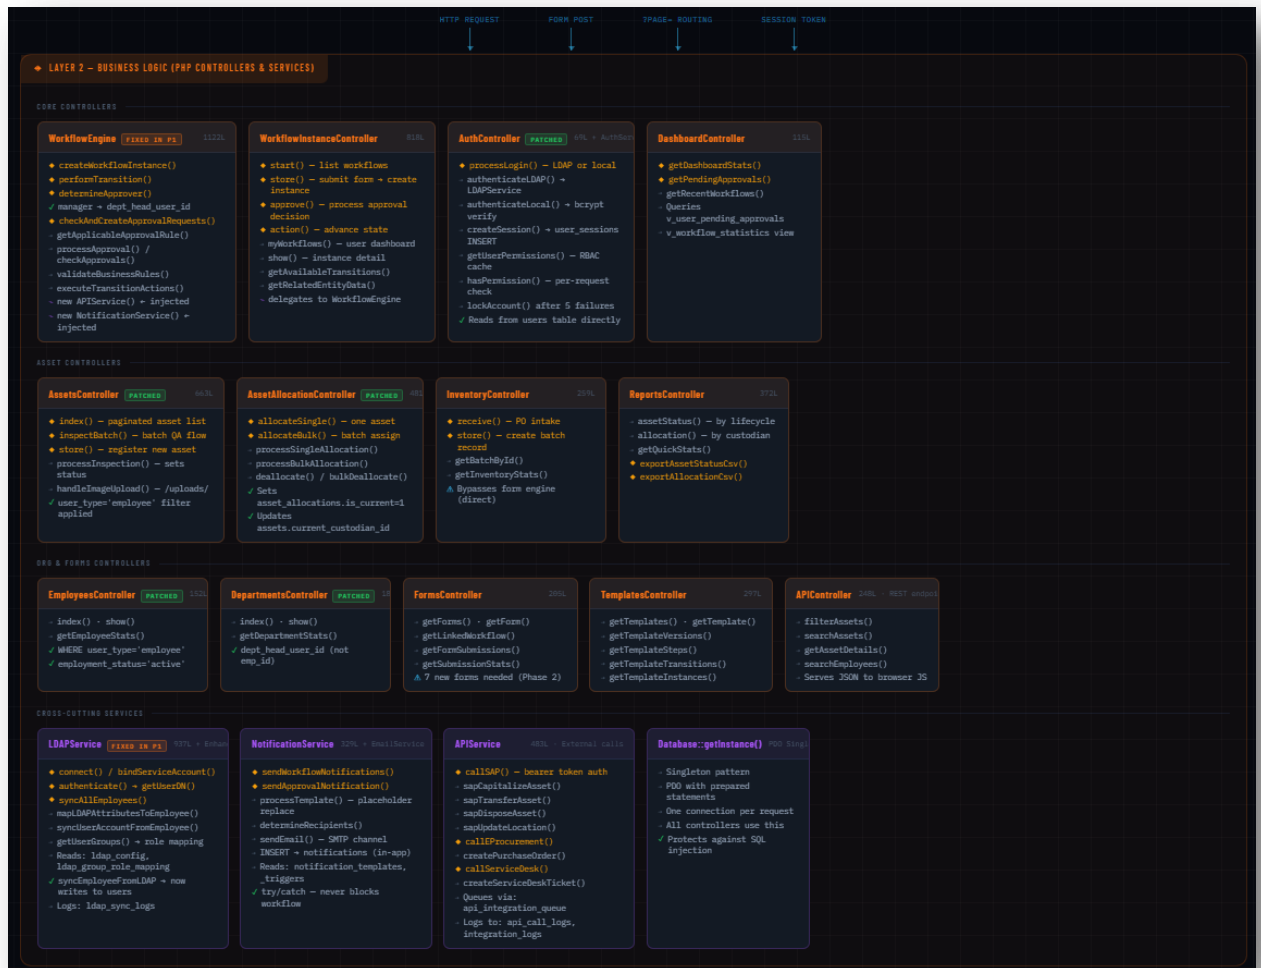 HTTP REQUEST
FORM POST
?PAGE= ROUTING
SESSION TOKEN
◆ LAYER 2 — BUSINESS LOGIC (PHP CONTROLLERS & SERVICES)
CORE CONTROLLERS
WorkflowEngine FIXED IN PS 1122L
◆ createWorkflowInstance()
◆ performTransition()
◆ determineApprover()
✓ manager → dept_head_user_id
◆ checkAndCreateApprovalRequests()
→ getApplicableApprovalRule()
→ processApproval() /
checkApprovals()
→ validateBusinessRules()
→ executeTransitionActions()
→ new APIService() ← injected
→ new NotificationService() ←
injected
WorkflowInstanceController 818L
◆ start() — list workflows
◆ store() — submit form → create
instance
◆ approve() — process approval
decision
◆ action() — advance state
→ myWorkflows() — user dashboard
→ show() — instance detail
→ getAvailableTransitions()
→ getRelatedEntityData()
→ delegates to WorkflowEngine
AuthController PATCHED • AuthServ
◆ processLogin() — LDAP or local
→ authenticateLDAP() →
LDAPService
→ authenticateLocal() → bcrypt
verify
→ createSession() → user_sessions
INSERT
→ getUserPermissions() — RBAC
cache
→ hasPermission() — per-request
check
→ lockAccount() after 5 failures
✓ Reads from users table directly
DashboardController 115L
◆ getDashboardStats()
◆ getPendingApprovals()
→ getRecentWorkflows()
→ Queries
v_user_pending_approvals
→ v_workflow_statistics view
ASSET CONTROLLERS
AssetsController PATCHED 663L
◆ index() — paginated asset list
◆ inspectBatch() — batch QA flow
◆ store() — register new asset
→ processInspection() — sets
status
→ handleImageUpload() — /uploads/
✓ user_type='employee' filter
applied
AssetAllocationController PATCHED
◆ allocateSingle() — one asset
◆ allocateBulk() — batch assign
→ processSingleAllocation()
→ processBulkAllocation()
→ deallocate() / bulkDeallocate()
✓ Sets
asset_allocations.is_current=1
✓ Updates
assets.current_custodian_id
InventoryController
◆ receive() — PO intake
◆ store() — create batch
record
→ getBatchById()
→ getInventoryStats()
⚠ Bypasses form engine
(direct)
ReportsController 372L
→ assetStatus() — by lifecycle
→ allocation() — by custodian
→ getQuickStats()
◆ exportAssetStatusCsv()
◆ exportAllocationCsv()
ORG & FORMS CONTROLLERS
EmployeesController PATCHED 152L
→ index() · show()
→ getEmployeeStats()
✓ WHERE user_type='employee'
✓ employment_status='active'
DepartmentsController PATCHED 18
→ index() · show()
→ getDepartmentStats()
✓ dept_head_user_id (not
emp_id)
FormsController
→ getForms() · getForm()
→ getLinkedWorkflow()
→ getFormSubmissions()
→ getSubmissionStats()
⚠ 7 new forms needed (Phase 2)
TemplatesController 297L
→ getTemplates() · getTemplate()
→ getTemplateVersions()
→ getTemplateSteps()
→ getTemplateTransitions()
→ getTemplateInstances()
APIController 248L · REST endpoi
→ filterAssets()
→ searchAssets()
→ getAssetDetails()
→ searchEmployees()
→ Serves JSON to browser JS
CROSS-CUTTING SERVICES
LDAPService FIXED IN PS 937L • Enhan
◆ connect() / bindServiceAccount()
◆ authenticate() → getUserDN()
◆ syncAllEmployees()
→ mapLDAPAttributesToEmployee()
→ syncUserAccountFromEmployee()
→ getUserGroups() → role mapping
→ Reads: ldap_config,
ldap_group_role_mapping
✓ syncEmployeeFromLDAP → now
writes to users
→ Logs: ldap_sync_logs
NotificationService 329L • EmailService
◆ sendWorkflowNotifications()
◆ sendApprovalNotification()
→ processTemplate() — placeholder
replace
→ determineRecipients()
→ sendEmail() — SMTP channel
→ INSERT → notifications (in-app)
→ Reads: notification_templates,
_triggers
✓ try/catch — never blocks
workflow
APIService 483L · External calls
◆ callSAP() — bearer token auth
→ sapCapitalizeAsset()
→ sapTransferAsset()
→ sapDisposeAsset()
→ sapUpdateLocation()
◆ callEProcurement()
→ createPurchaseOrder()
◆ callServiceDesk()
→ createServiceDeskTicket()
→ Queues via:
api_integration_queue
→ Logs to: api_call_logs,
integration_logs
Database::getInstance() PDO Singl
→ Singleton pattern
→ PDO with prepared
statements
→ One connection per request
→ All controllers use this
✓ Protects against SQL
injection